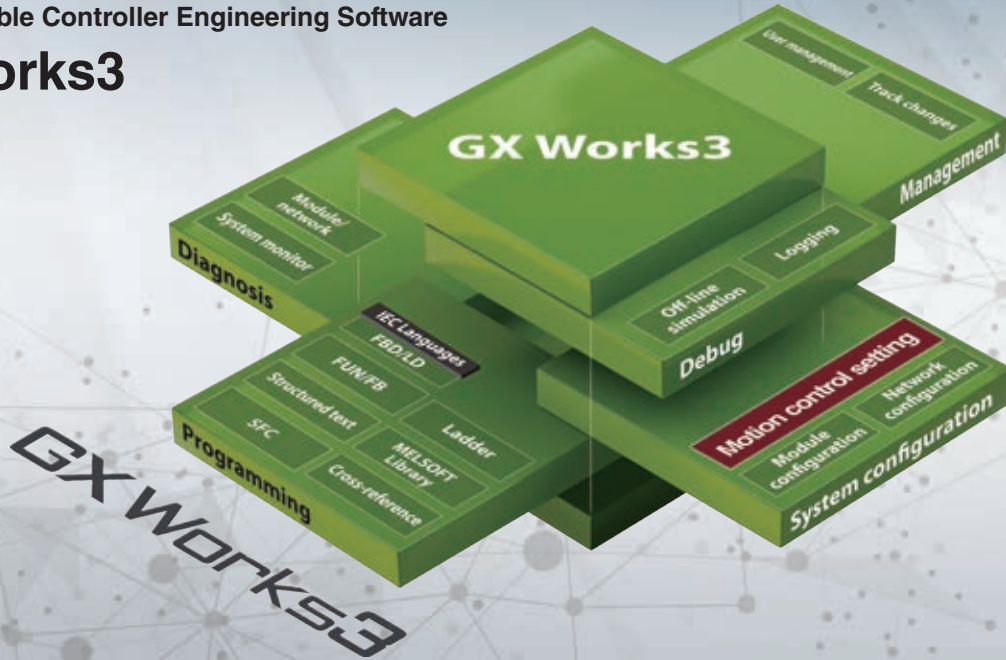 ble Controller Engineering Software
orks3
GX Works3
User management
Track changes
Management
Module/
network
System monitor
Diagnosis
Logging
Off-line
simulation
Debug
IEC Languages
FBD/LD
FUN/FB
Structured text
SFC
Ladder
MELSOFT
Library
Cross-reference
Programming
Motion control setting
Network
configuration
Module
configuration
System configuration
GX Works3